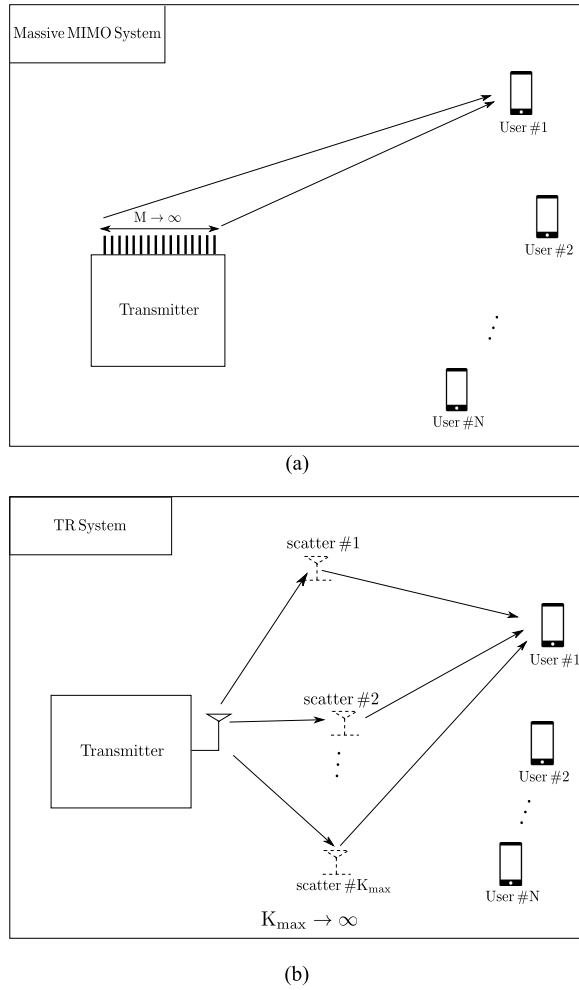 Massive MIMO System
User #1
M → ∞
User #2
Transmitter
User #N
(a)
TR System
scatter #1
User #1
scatter #2
Transmitter
User #2
scatter #K_max
User #N
K_max → ∞
(b)